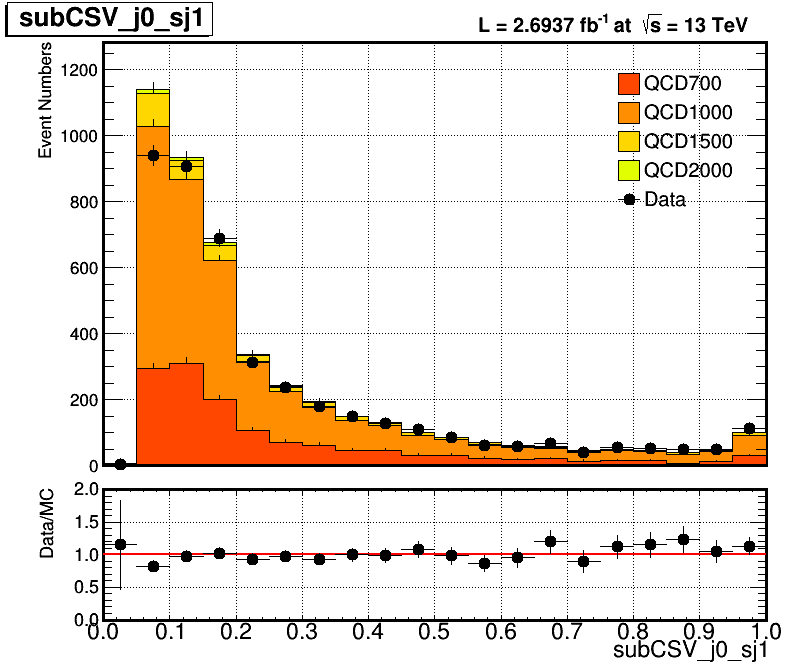 subCSV_j0_sj1
L = 2.6937 fb⁻¹ at √s = 13 TeV
Event Numbers
1200
1000
800
600
400
200
0
QCD700
QCD1000
QCD1500
QCD2000
Data
Data/MC
2.0
1.5
1.0
0.5
0.0
0.0 0.1 0.2 0.3 0.4 0.5 0.6 0.7 0.8 0.9 1.0
subCSV_j0_sj1